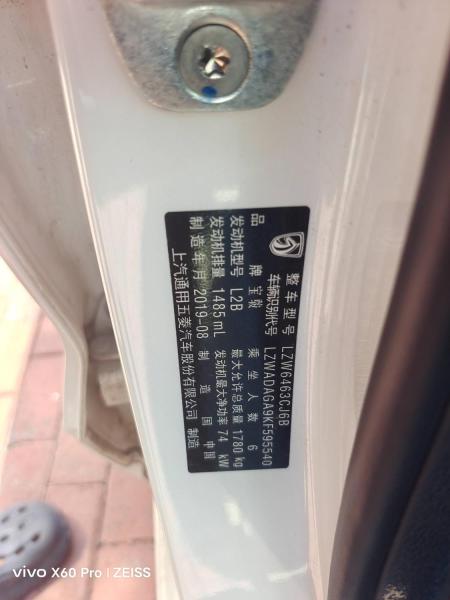 整车型号 LZW6463CJ6B
车辆识别代号 LZWADAGA9KF595540
品 牌 宝骏 乘坐人数 6
发动机型号 L2B 最大允许总质量 1780 kg
发动机排量 1485 mL 发动机最大净功率 74 kW
制造年月 2019-08 制造国 中国
上汽通用五菱汽车股份有限公司 制造
vivo X60 Pro | ZEISS